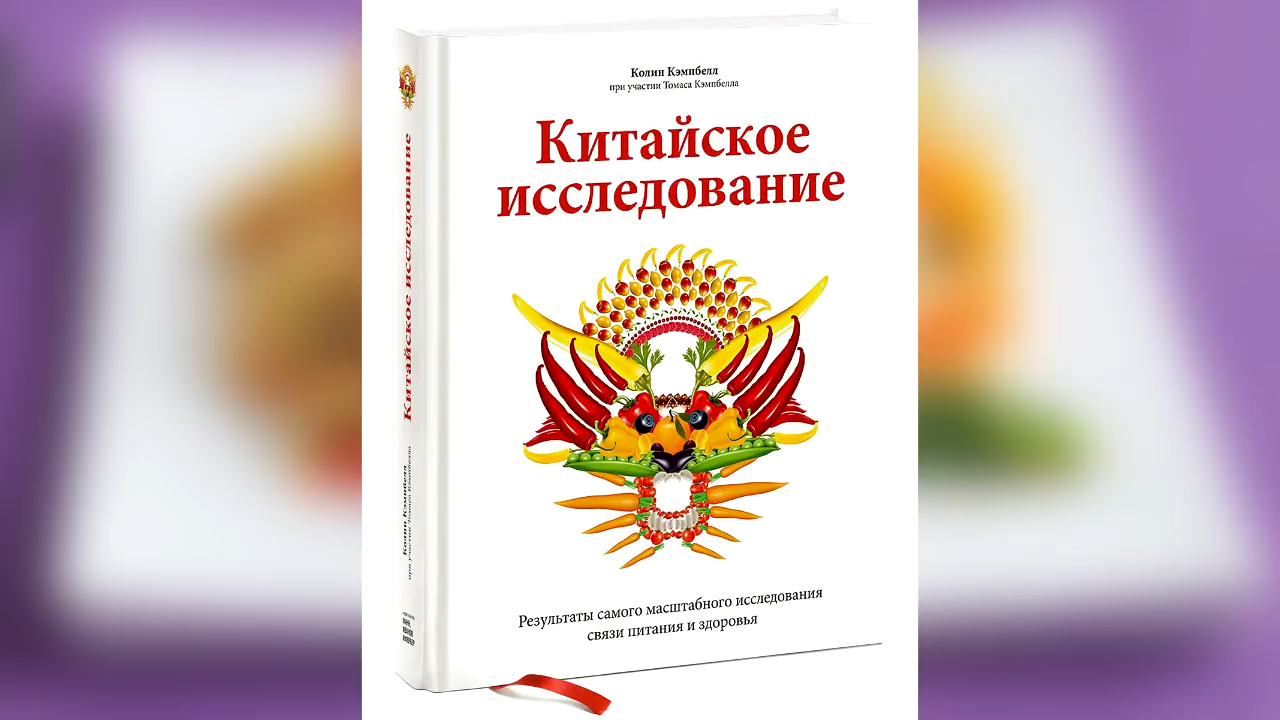 Колин Кэмпбелл
при участии Томаса Кэмпбелла
Китайское
исследование
Результаты самого масштабного исследования
связи питания и здоровья
Китайское исследование
Колин Кэмпбелл
при участии Томаса Кэмпбелла